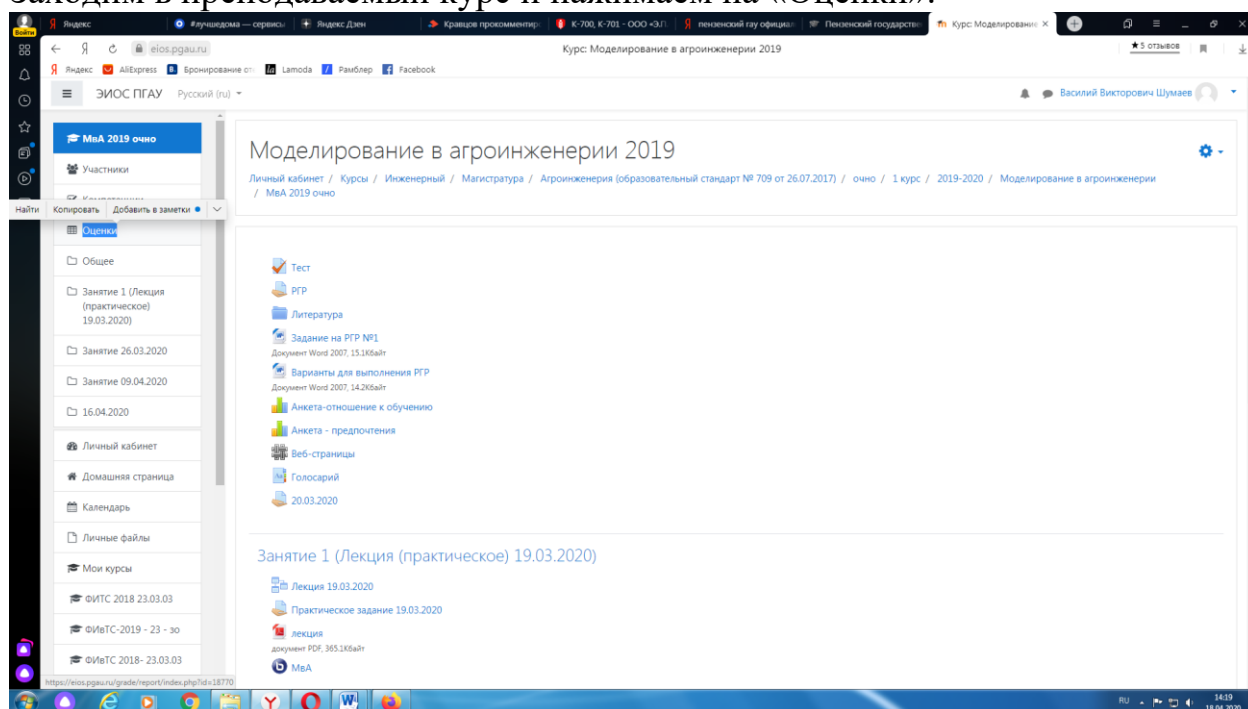 Заходим в преподаваемый курс и нажимаем на «Оценки».
Войти
Яндекс
#лучшедома — сервисы
Яндекс.Дзен
Кравцов прокомментиро
К-700, К-701 - ООО «ЭЛ
пензенский гау официал
Пензенский государствен
Курс: Моделирование
eios.pgau.ru
Курс: Моделирование в агроинженерии 2019
★5 отзывов
Яндекс
AliExpress
Бронирование от
Lamoda
Рамблер
Facebook
ЭИОС ПГАУ
Русский (ru)
Василий Викторович Шумаев
МвА 2019 очно
Участники
Компетенции
Найти
Копировать
Добавить в заметки
Оценки
Общее
Занятие 1 (Лекция
(практическое)
19.03.2020)
Занятие 26.03.2020
Занятие 09.04.2020
16.04.2020
Личный кабинет
Домашняя страница
Календарь
Личные файлы
Мои курсы
ФИТС 2018 23.03.03
ФИвТС-2019 - 23 - зо
ФИвТС 2018- 23.03.03
Моделирование в агроинженерии 2019
Личный кабинет / Курсы / Инженерный / Магистратура / Агроинженерия (образовательный стандарт № 709 от 26.07.2017) / очно / 1 курс / 2019-2020 / Моделирование в агроинженерии
/ МвА 2019 очно
Тест
РГР
Литература
Задание на РГР №1
Документ Word 2007, 15.1Кбайт
Варианты для выполнения РГР
Документ Word 2007, 14.2Кбайт
Анкета-отношение к обучению
Анкета - предпочтения
Веб-страницы
Голосарий
20.03.2020
Занятие 1 (Лекция (практическое) 19.03.2020)
Лекция 19.03.2020
Практическое задание 19.03.2020
лекция
документ PDF, 365.1Кбайт
МвА
https://eios.pgau.ru/grade/report/index.php?id=18770
RU
14:19
18.04.2020